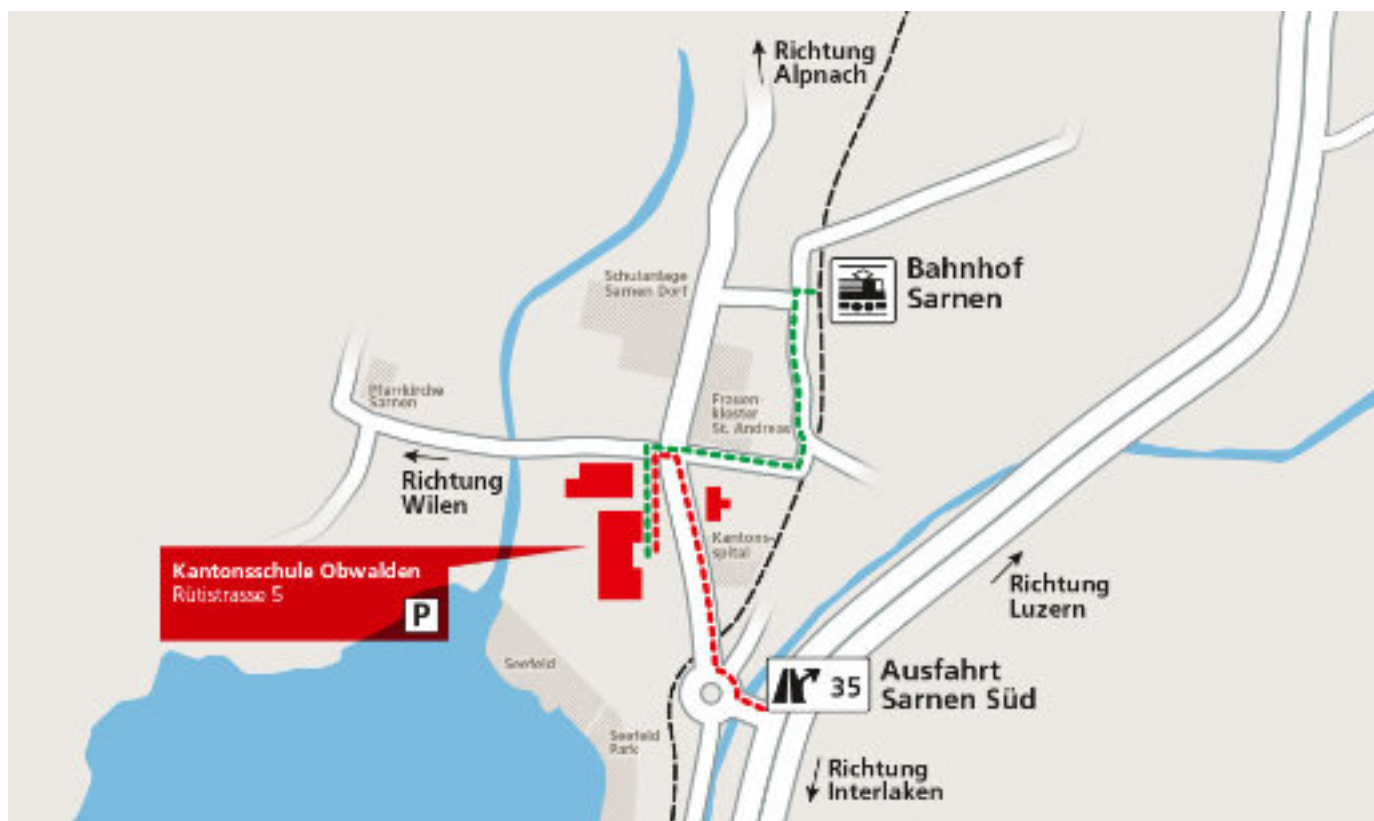 Richtung
Alpnach
Schulanlage
Sarnen Dorf
Bahnhof
Sarnen
Pfarrkirche
Sarnen
Frauen-
kloster
St. Andreas
Richtung
Wilen
Kantons-
spital
Kantonsschule Obwalden
Rütistrasse 5
P
Richtung
Luzern
Seefeld
35
Ausfahrt
Sarnen Süd
Seefeld
Park
Richtung
Interlaken